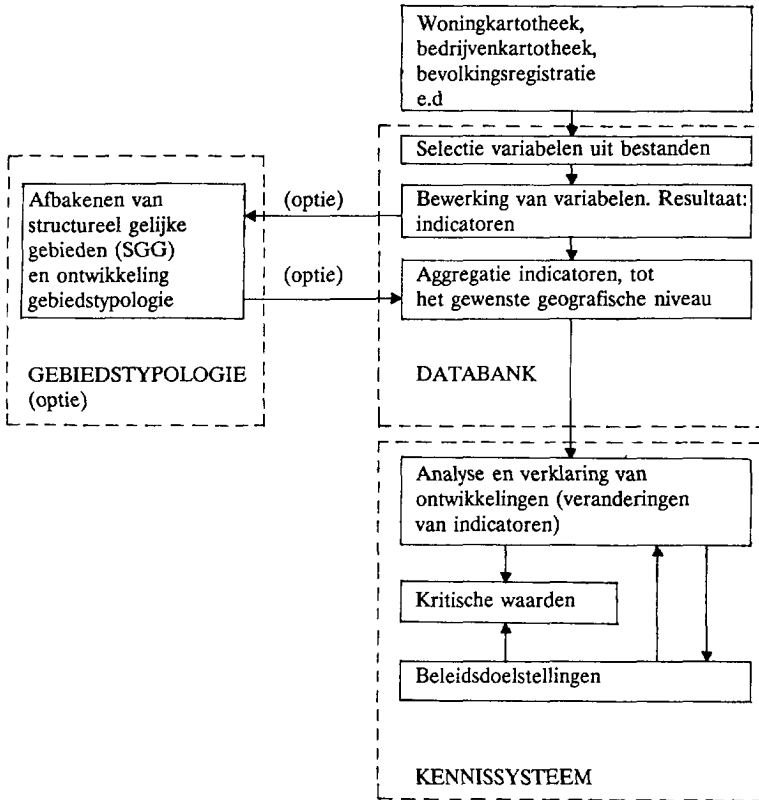 Woningkartotheek,
bedrijvenkartotheek,
bevolkingsregistratie
e.d
Selectie variabelen uit bestanden
Afbakenen van
structureel gelijke
gebieden (SGG)
en ontwikkeling
gebiedstypologie
(optie)
(optie)
Bewerking van variabelen. Resultaat:
indicatoren
Aggregatie indicatoren, tot
het gewenste geografische niveau
GEBIEDSTYPOLOGIE
(optie)
DATABANK
Analyse en verklaring van
ontwikkelingen (veranderingen
van indicatoren)
Kritische waarden
Beleidsdoelstellingen
KENNISSYSTEEM